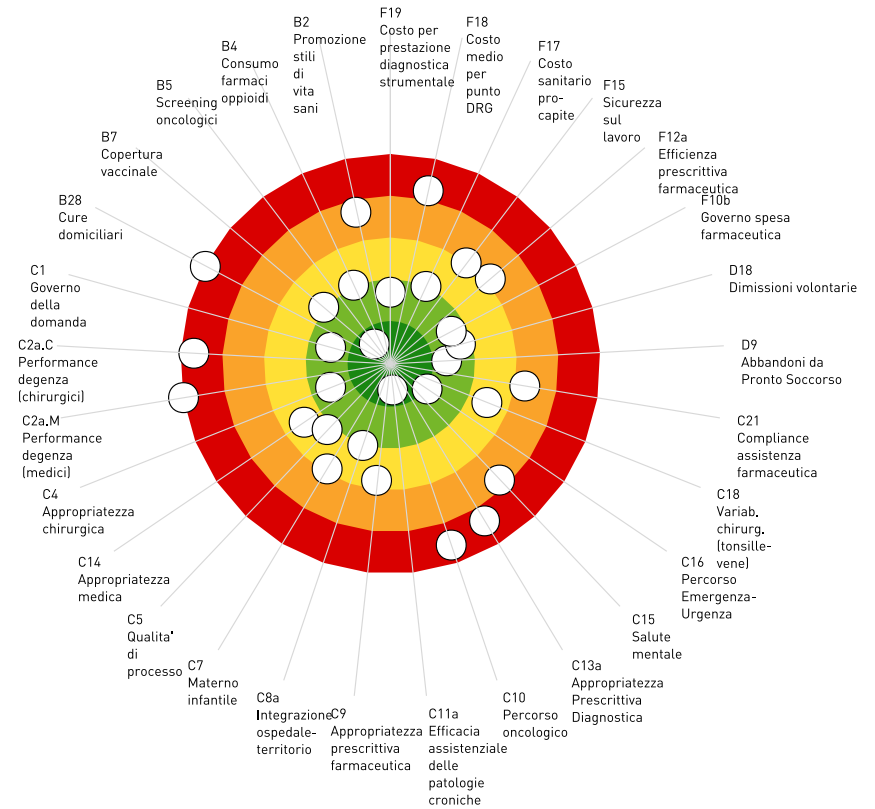 F19
Costo per
prestazione
diagnostica
strumentale
F18
Costo
medio
per
punto
DRG
F17
Costo
sanitario
pro-
capite
F15
Sicurezza
sul
lavoro
F12a
Efficienza
prescrittiva
farmaceutica
F10b
Governo spesa
farmaceutica
D18
Dimissioni volontarie
D9
Abbandoni da
Pronto Soccorso
C21
Compliance
assistenza
farmaceutica
C18
Variab.
chirurg.
(tonsille-
vene)
C16
Percorso
Emergenza-
Urgenza
C15
Salute
mentale
C13a
Appropriatezza
Prescrittiva
Diagnostica
C10
Percorso
oncologico
C11a
Efficacia
assistenziale
delle
patologie
croniche
C9
Appropriatezza
prescrittiva
farmaceutica
C8a
Integrazione
ospedale-
territorio
C7
Materno
infantile
C5
Qualita'
di
processo
C14
Appropriatezza
medica
C4
Appropriatezza
chirurgica
C2a.M
Performance
degenza
(medici)
C2a.C
Performance
degenza
(chirurgici)
C1
Governo
della
domanda
B28
Cure
domiciliari
B7
Copertura
vaccinale
B5
Screening
oncologici
B4
Consumo
farmaci
oppioidi
B2
Promozione
stili
di
vita
sani